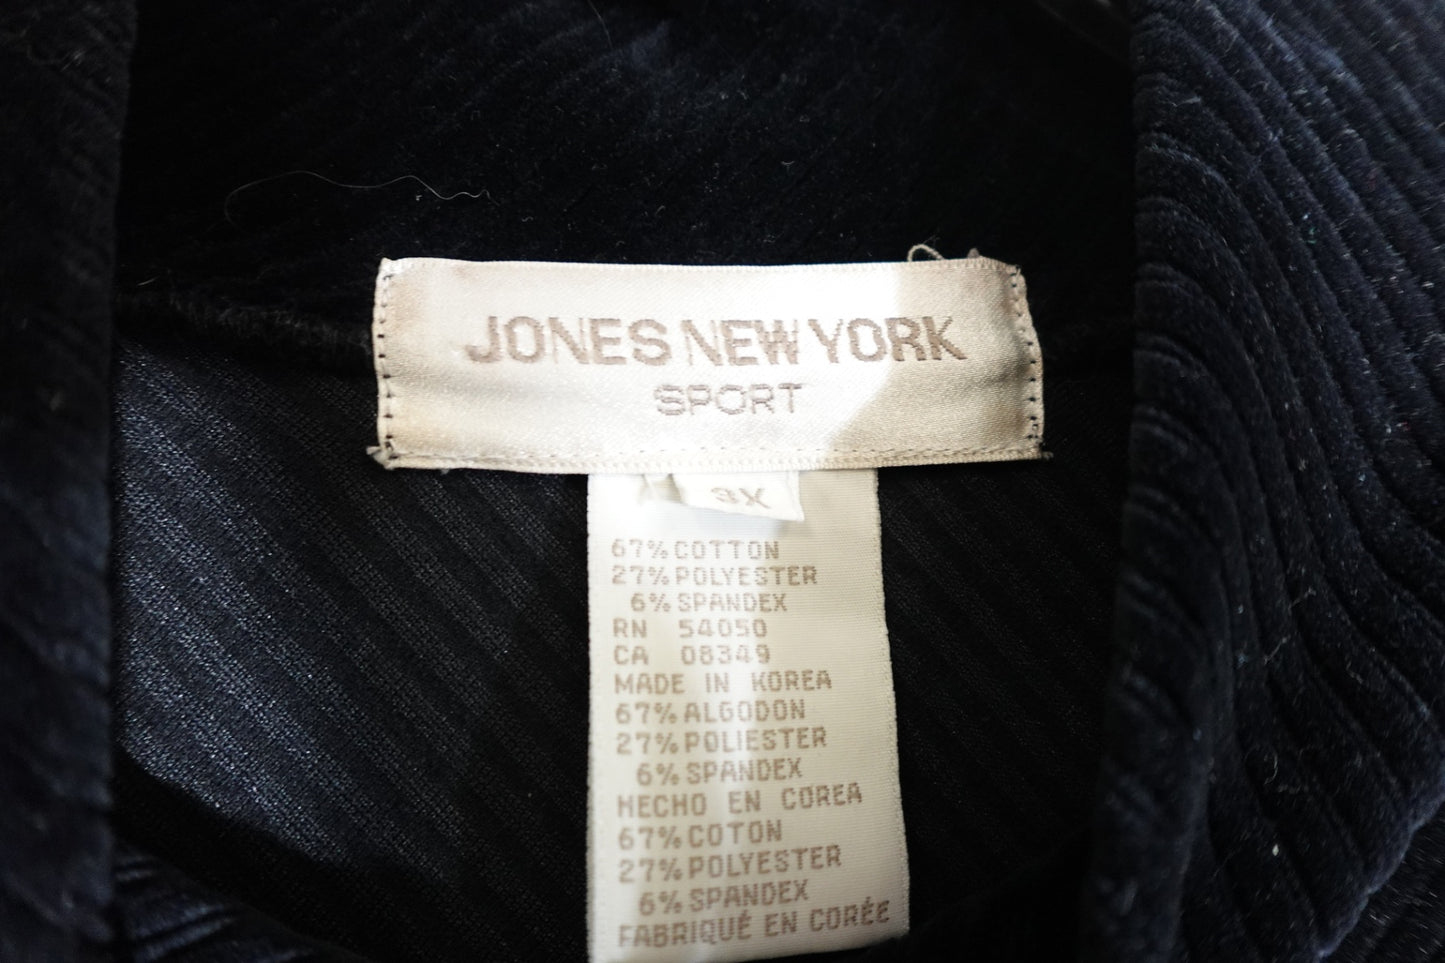 JONES NEW YORK
SPORT
3X
67% COTTON
27% POLYESTER
6% SPANDEX
RN 54050
CA 08349
MADE IN KOREA
67% ALGODON
27% POLIESTER
6% SPANDEX
HECHO EN COREA
67% COTON
27% POLYESTER
6% SPANDEX
FABRIQUÉ EN CORÉE